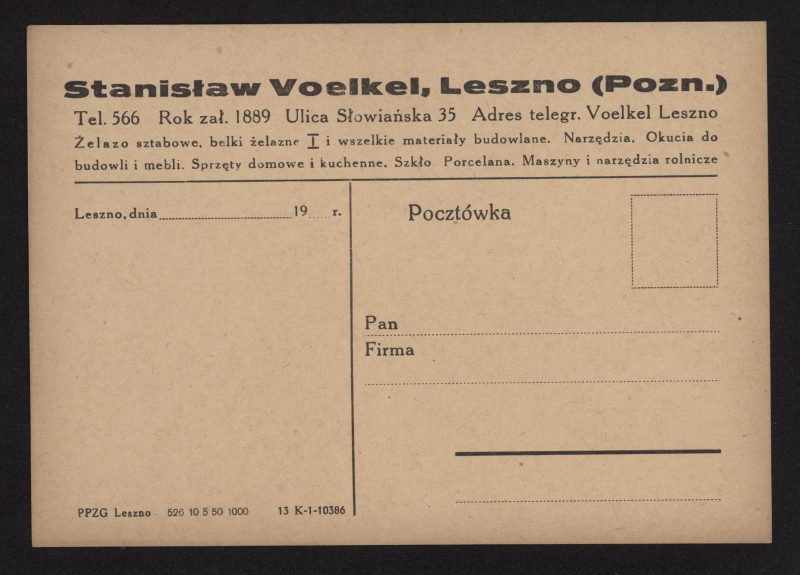 Stanisław Voelkel, Leszno (Pozn.)
Tel. 566 Rok zał. 1889 Ulica Słowiańska 35 Adres telegr. Voelkel Leszno
Żelazo sztabowe, belki żelazne I i wszelkie materiały budowlane. Narzędzia, Okucia do
budowli i mebli. Sprzęty domowe i kuchenne. Szkło Porcelana. Maszyny i narzędzia rolnicze
Leszno, dnia 19 r.
Pocztówka
Pan
Firma
PPZG Leszno 526 10 5 50 1000 13 K-1-10386